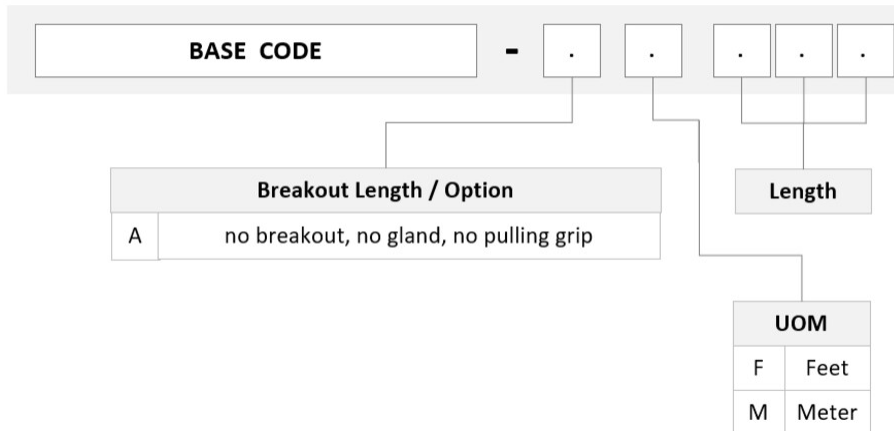 BASE CODE - . . . . .
Breakout Length / Option
Length
A no breakout, no gland, no pulling grip
UOM
F Feet
M Meter